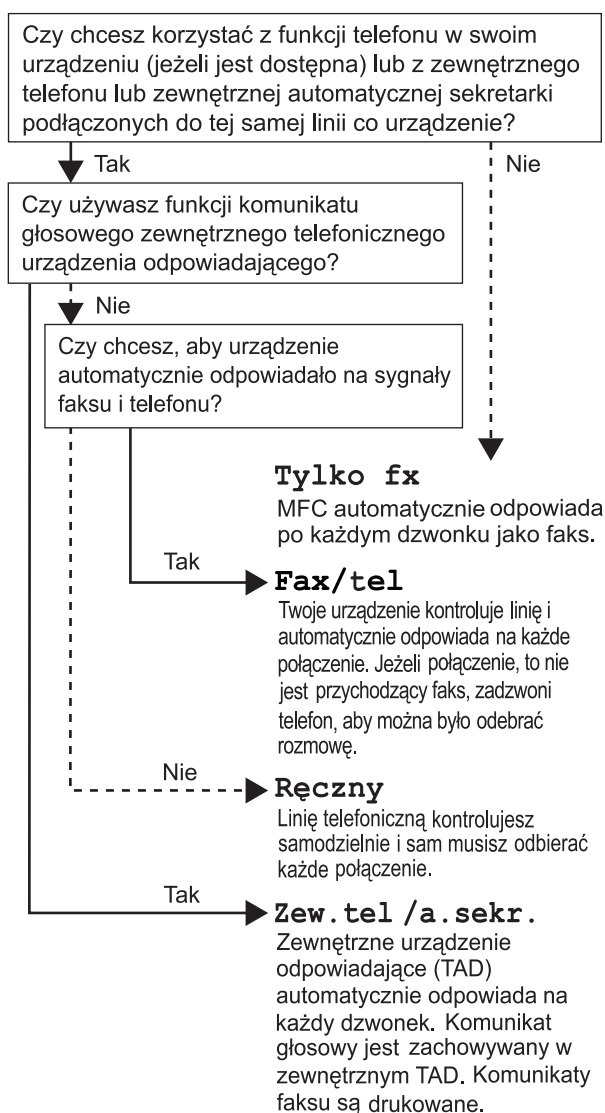 Czy chcesz korzystać z funkcji telefonu w swoim
urządzeniu (jeżeli jest dostępna) lub z zewnętrznego
telefonu lub zewnętrznej automatycznej sekretarki
podłączonych do tej samej linii co urządzenie?
Tak
Nie
Czy używasz funkcji komunikatu
głosowego zewnętrznego telefonicznego
urządzenia odpowiadającego?
Nie
Czy chcesz, aby urządzenie
automatycznie odpowiadało na sygnały
faksu i telefonu?
Tylko fx
MFC automatycznie odpowiada
po każdym dzwonku jako faks.
Tak
Fax/tel
Twoje urządzenie kontroluje linię i
automatycznie odpowiada na każde
połączenie. Jeżeli połączenie, to nie
jest przychodzący faks, zadzwoni
telefon, aby można było odebrać
rozmowę.
Nie
Ręczny
Linię telefoniczną kontrolujesz
samodzielnie i sam musisz odbierać
każde połączenie.
Tak
Zew.tel /a.sekr.
Zewnętrzne urządzenie
odpowiadające (TAD)
automatycznie odpowiada na
każdy dzwonek. Komunikat
głosowy jest zachowywany w
zewnętrznym TAD. Komunikaty
faksu są drukowane.